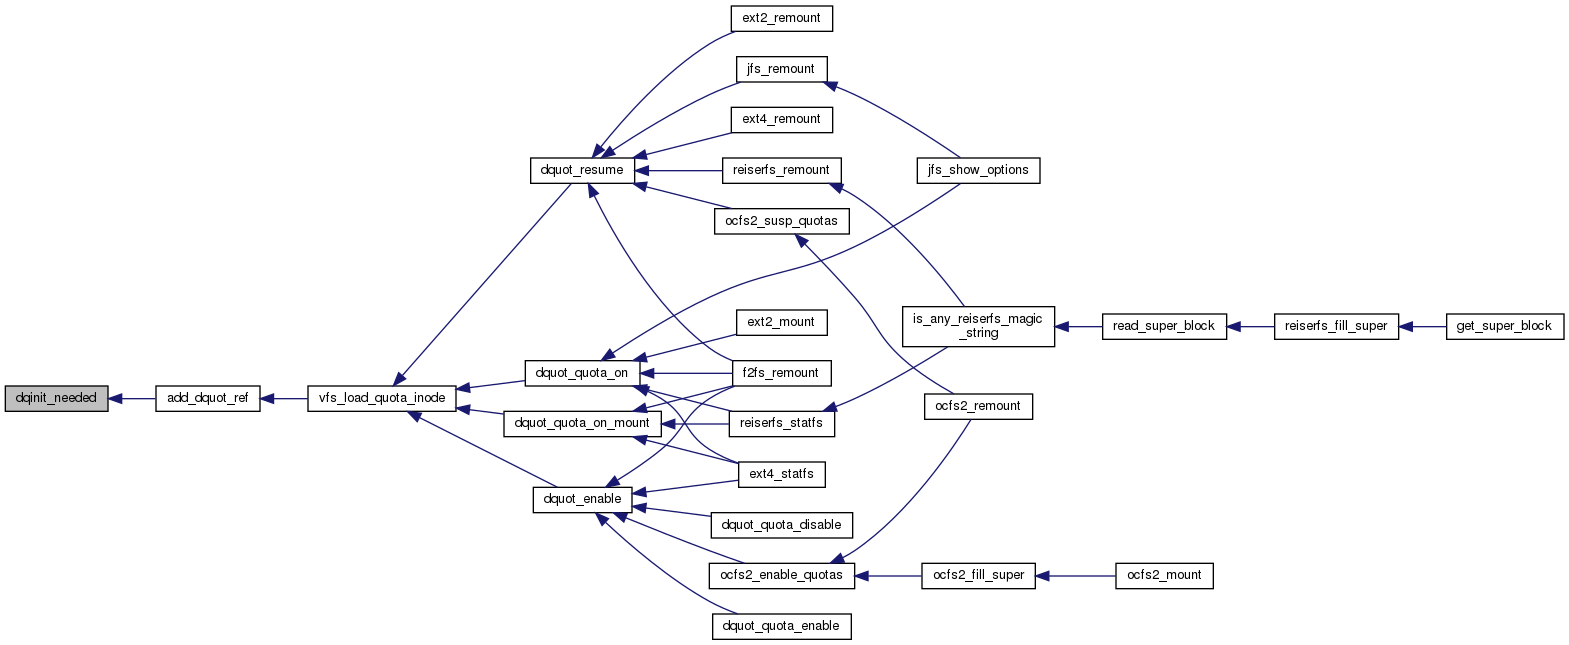 ext2_remount
jfs_remount
ext4_remount
dquot_resume
reiserfs_remount
jfs_show_options
ocfs2_susp_quotas
is_any_reiserfs_magic
_string
read_super_block
reiserfs_fill_super
get_super_block
ext2_mount
dquot_quota_on
f2fs_remount
dqinit_needed
add_dquot_ref
vfs_load_quota_inode
ocfs2_remount
dquot_quota_on_mount
reiserfs_statfs
ext4_statfs
dquot_enable
dquot_quota_disable
ocfs2_enable_quotas
ocfs2_fill_super
ocfs2_mount
dquot_quota_enable